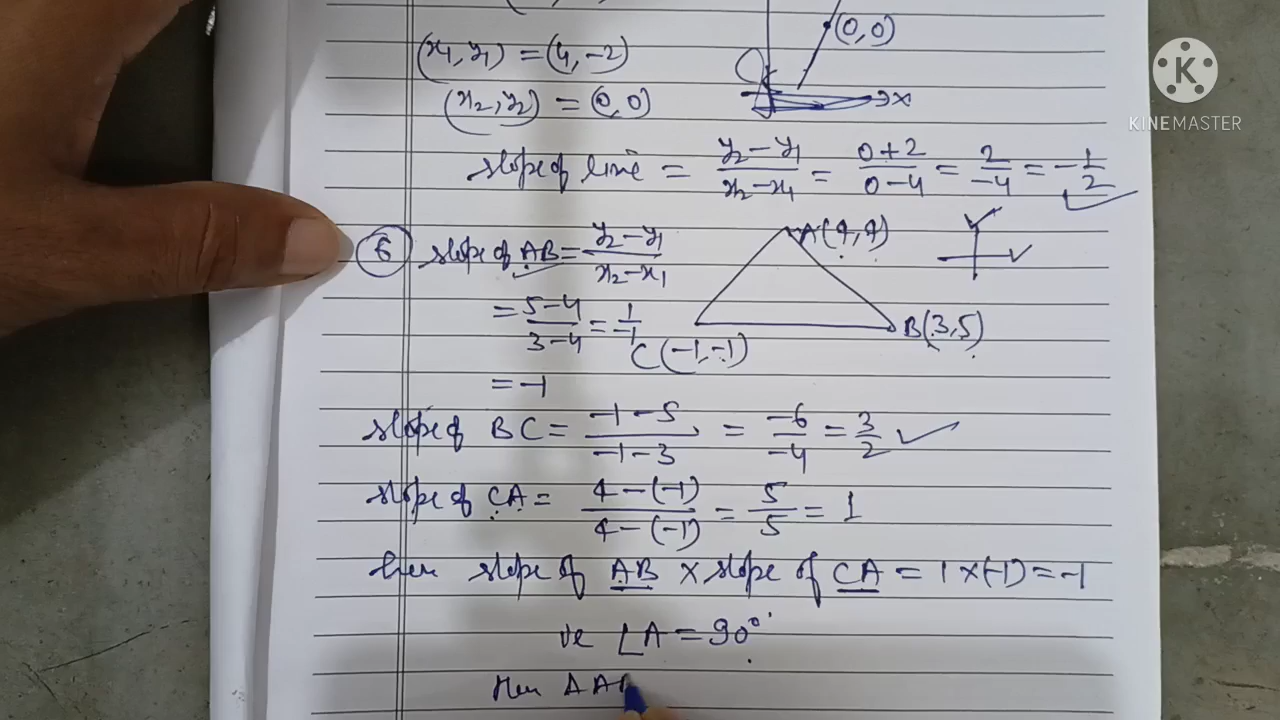 (x₁, y₁) = (4, -2)
(0, 0)
(x₂, y₂) = (0, 0)
x
slope of line = (y₂ - y₁)/(x₂ - x₁) = (0+2)/(0-4) = 2/-4 = -1/2
6 slope of AB = (y₂ - y₁)/(x₂ - x₁)
A(4, 4)
= (5-4)/(3-4) = 1/-1
B(3, 5)
C(-1, -1)
= -1
slope of BC = (-1-5)/(-1-3) = -6/-4 = 3/2
slope of CA = (4-(-1))/(4-(-1)) = 5/5 = 1
slope of AB × slope of CA = 1×(-1) = -1
∠A = 90°
KINEMASTER